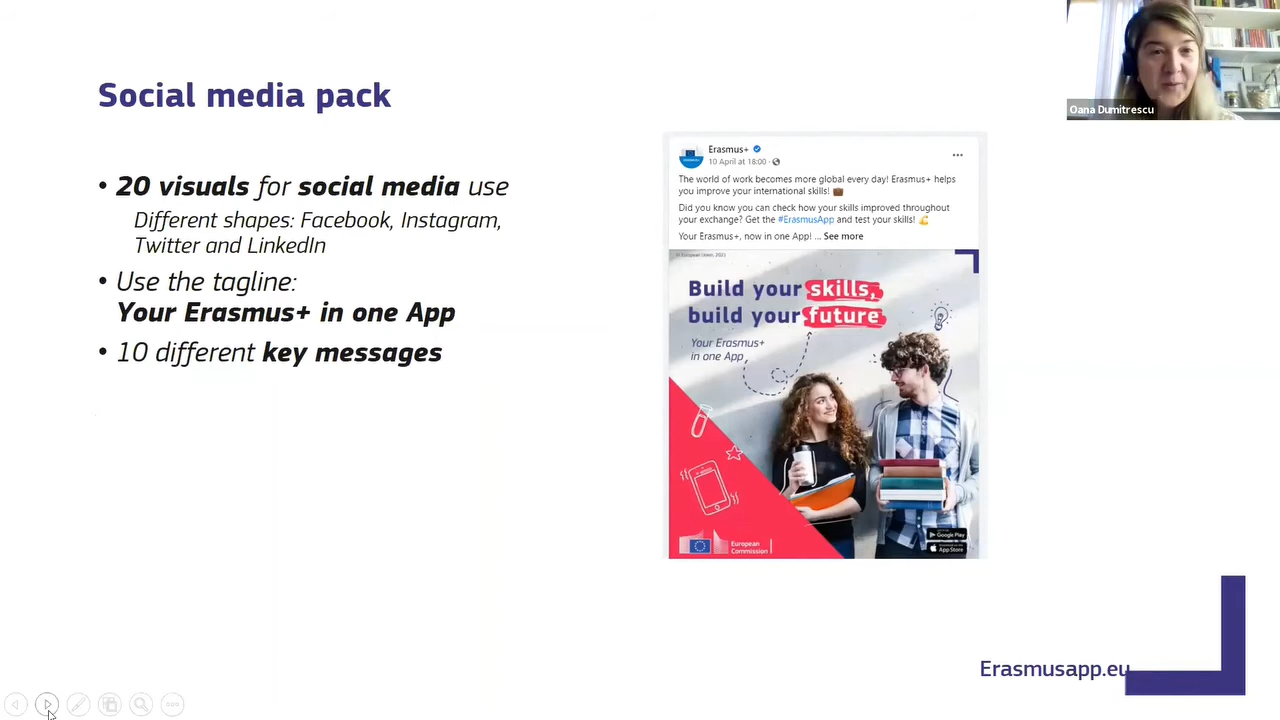 Social media pack
• 20 visuals for social media use
Different shapes: Facebook, Instagram,
Twitter and LinkedIn
• Use the tagline:
Your Erasmus+ in one App
• 10 different key messages
Erasmus+
10 April at 18:00
The world of work becomes more global every day! Erasmus+ helps
you improve your international skills!
Did you know you can check how your skills improved throughout
your exchange? Get the #ErasmusApp and test your skills!
Your Erasmus+, now in one App! ... See more
Build your skills,
build your future
Your Erasmus+
in one App
European
Commission
Google Play
App Store
Oana Dumitrescu
Erasmusapp.eu